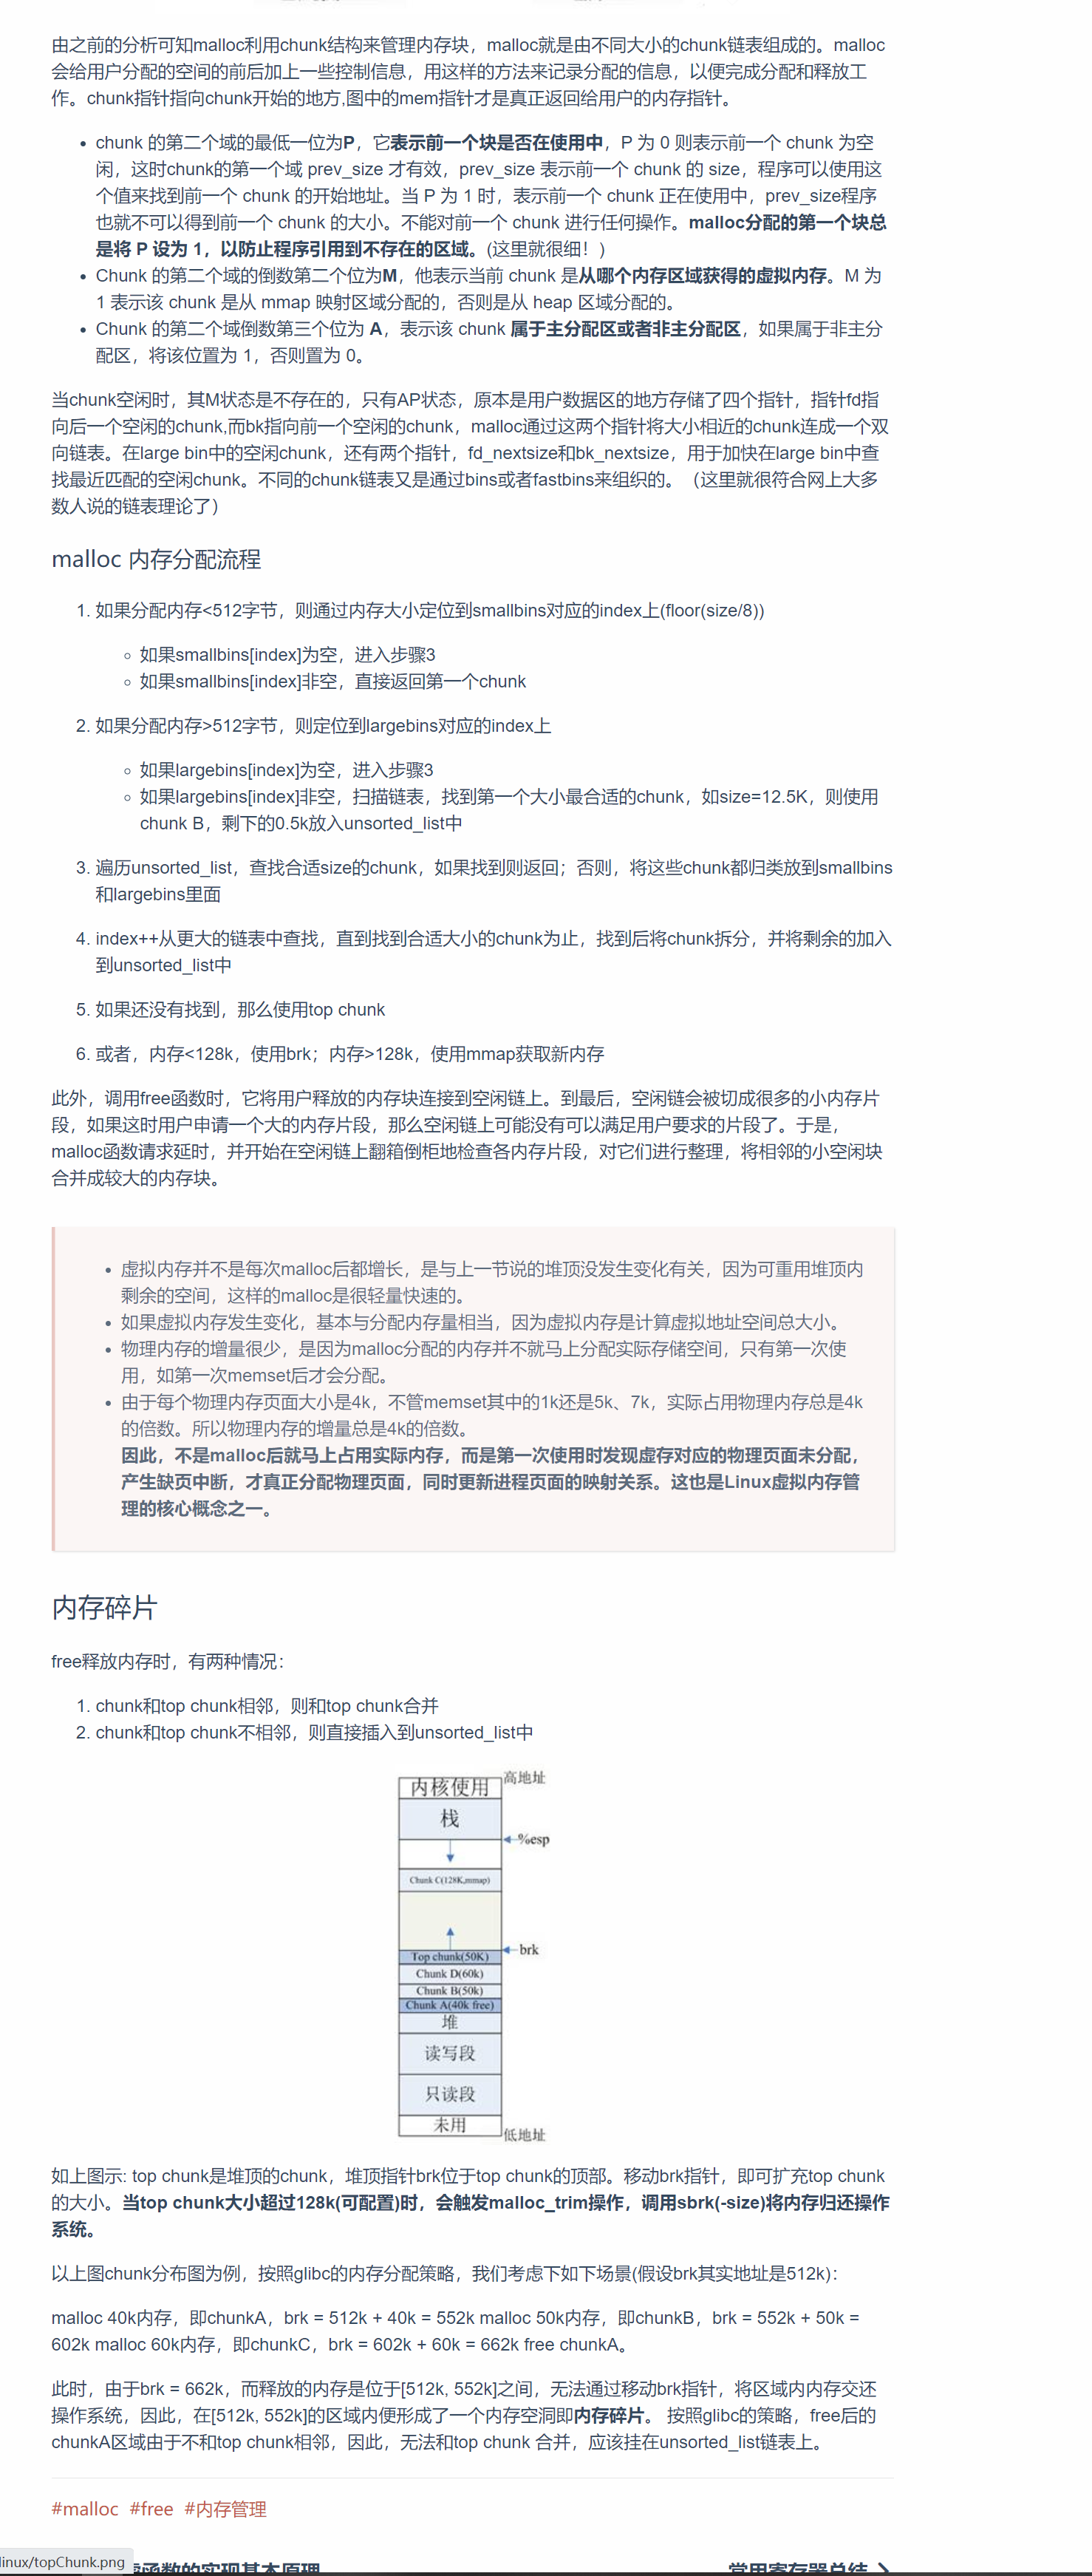 由之前的分析可知malloc利用chunk结构来管理内存块，malloc就是由不同大小的chunk链表组成的。malloc
会给用户分配的空间的前后加上一些控制信息，用这样的方法来记录分配的信息，以便完成分配和释放工
作。chunk指针指向chunk开始的地方,图中的mem指针才是真正返回给用户的内存指针。
• chunk 的第二个域的最低一位为P，它表示前一个块是否在使用中，P 为 0 则表示前一个 chunk 为空
闲，这时chunk的第一个域 prev_size 才有效，prev_size 表示前一个 chunk 的 size，程序可以使用这
个值来找到前一个 chunk 的开始地址。当 P 为 1 时，表示前一个 chunk 正在使用中，prev_size程序
也就不可以得到前一个 chunk 的大小。不能对前一个 chunk 进行任何操作。malloc分配的第一个块总
是将 P 设为 1，以防止程序引用到不存在的区域。(这里就很细！)
• Chunk 的第二个域的倒数第二个位为M，他表示当前 chunk 是从哪个内存区域获得的虚拟内存。M 为
1 表示该 chunk 是从 mmap 映射区域分配的，否则是从 heap 区域分配的。
• Chunk 的第二个域倒数第三个位为 A，表示该 chunk 属于主分配区或者非主分配区，如果属于非主分
配区，将该位置为 1，否则置为 0。
当chunk空闲时，其M状态是不存在的，只有AP状态，原本是用户数据区的地方存储了四个指针，指针fd指
向后一个空闲的chunk,而bk指向前一个空闲的chunk，malloc通过这两个指针将大小相近的chunk连成一个双
向链表。在large bin中的空闲chunk，还有两个指针，fd_nextsize和bk_nextsize，用于加快在large bin中查
找最近匹配的空闲chunk。不同的chunk链表又是通过bins或者fastbins来组织的。（这里就很符合网上大多
数人说的链表理论了）
malloc 内存分配流程
1. 如果分配内存<512字节，则通过内存大小定位到smallbins对应的index上(floor(size/8))
◦ 如果smallbins[index]为空，进入步骤3
◦ 如果smallbins[index]非空，直接返回第一个chunk
2. 如果分配内存>512字节，则定位到largebins对应的index上
◦ 如果largebins[index]为空，进入步骤3
◦ 如果largebins[index]非空，扫描链表，找到第一个大小最合适的chunk，如size=12.5K，则使用
chunk B，剩下的0.5k放入unsorted_list中
3. 遍历unsorted_list，查找合适size的chunk，如果找到则返回；否则，将这些chunk都归类放到smallbins
和largebins里面
4. index++从更大的链表中查找，直到找到合适大小的chunk为止，找到后将chunk拆分，并将剩余的加入
到unsorted_list中
5. 如果还没有找到，那么使用top chunk
6. 或者，内存<128k，使用brk；内存>128k，使用mmap获取新内存
此外，调用free函数时，它将用户释放的内存块连接到空闲链上。到最后，空闲链会被切成很多的小内存片
段，如果这时用户申请一个大的内存片段，那么空闲链上可能没有可以满足用户要求的片段了。于是，
malloc函数请求延时，并开始在空闲链上翻箱倒柜地检查各内存片段，对它们进行整理，将相邻的小空闲块
合并成较大的内存块。
• 虚拟内存并不是每次malloc后都增长，是与上一节说的堆顶没发生变化有关，因为可重用堆顶内
剩余的空间，这样的malloc是很轻量快速的。
• 如果虚拟内存发生变化，基本与分配内存量相当，因为虚拟内存是计算虚拟地址空间总大小。
• 物理内存的增量很少，是因为malloc分配的内存并不就马上分配实际存储空间，只有第一次使
用，如第一次memset后才会分配。
• 由于每个物理内存页面大小是4k，不管memset其中的1k还是5k、7k，实际占用物理内存总是4k
的倍数。所以物理内存的增量总是4k的倍数。
因此，不是malloc后就马上占用实际内存，而是第一次使用时发现虚存对应的物理页面未分配，
产生缺页中断，才真正分配物理页面，同时更新进程页面的映射关系。这也是Linux虚拟内存管
理的核心概念之一。
内存碎片
free释放内存时，有两种情况：
1. chunk和top chunk相邻，则和top chunk合并
2. chunk和top chunk不相邻，则直接插入到unsorted_list中
内核使用
高地址
栈
%esp
Chunk C(128K,mmap)
brk
Top chunk(50K)
Chunk D(60k)
Chunk B(50k)
Chunk A(40k free)
堆
读写段
只读段
未用
低地址
如上图示: top chunk是堆顶的chunk，堆顶指针brk位于top chunk的顶部。移动brk指针，即可扩充top chunk
的大小。当top chunk大小超过128k(可配置)时，会触发malloc_trim操作，调用sbrk(-size)将内存归还操作
系统。
以上图chunk分布图为例，按照glibc的内存分配策略，我们考虑下如下场景(假设brk其实地址是512k)：
malloc 40k内存，即chunkA，brk = 512k + 40k = 552k malloc 50k内存，即chunkB，brk = 552k + 50k =
602k malloc 60k内存，即chunkC，brk = 602k + 60k = 662k free chunkA。
此时，由于brk = 662k，而释放的内存是位于[512k, 552k]之间，无法通过移动brk指针，将区域内内存交还
操作系统，因此，在[512k, 552k]的区域内便形成了一个内存空洞即内存碎片。 按照glibc的策略，free后的
chunkA区域由于不和top chunk相邻，因此，无法和top chunk 合并，应该挂在unsorted_list链表上。
#malloc #free #内存管理
linux/topChunk.png
函数的实现基本原理
常用寄存器总结